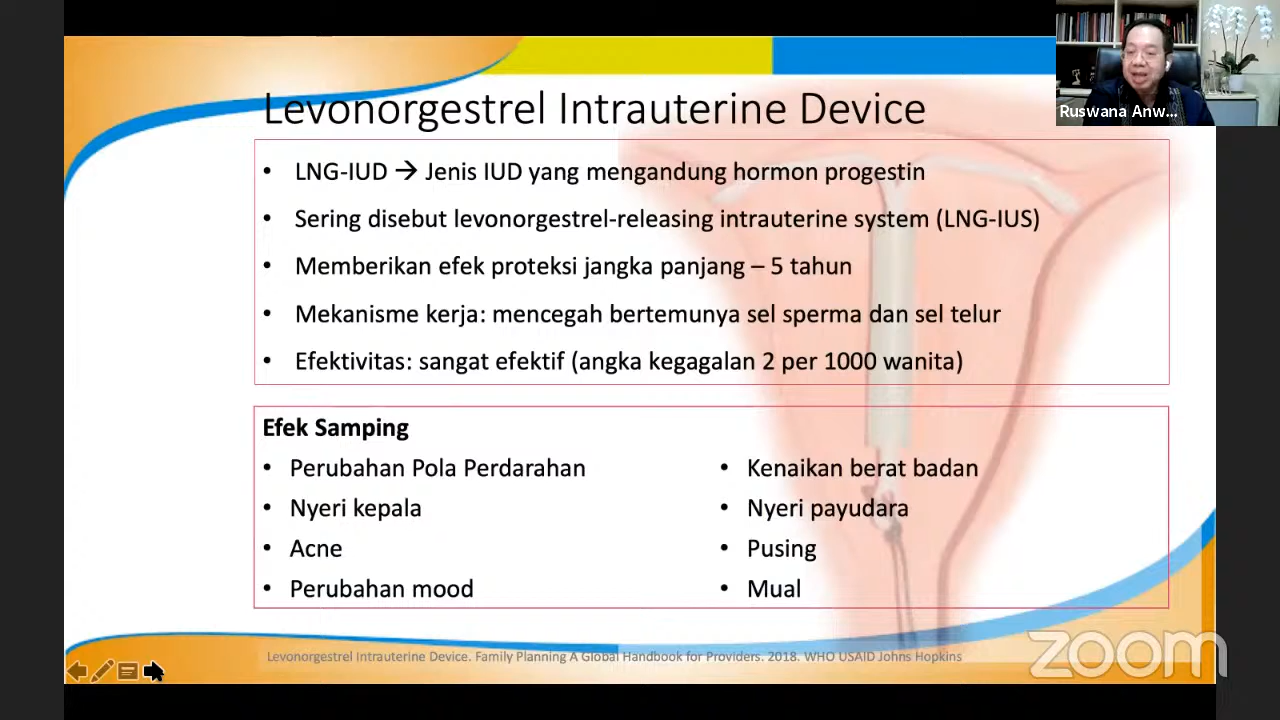 Levonorgestrel Intrauterine Device
Ruswana Anw...
• LNG-IUD → Jenis IUD yang mengandung hormon progestin
• Sering disebut levonorgestrel-releasing intrauterine system (LNG-IUS)
• Memberikan efek proteksi jangka panjang – 5 tahun
• Mekanisme kerja: mencegah bertemunya sel sperma dan sel telur
• Efektivitas: sangat efektif (angka kegagalan 2 per 1000 wanita)
Efek Samping
• Perubahan Pola Perdarahan
• Nyeri kepala
• Acne
• Perubahan mood
• Kenaikan berat badan
• Nyeri payudara
• Pusing
• Mual
Levonorgestrel Intrauterine Device. Family Planning A Global Handbook for Providers. 2018. WHO USAID Johns Hopkins
zoom